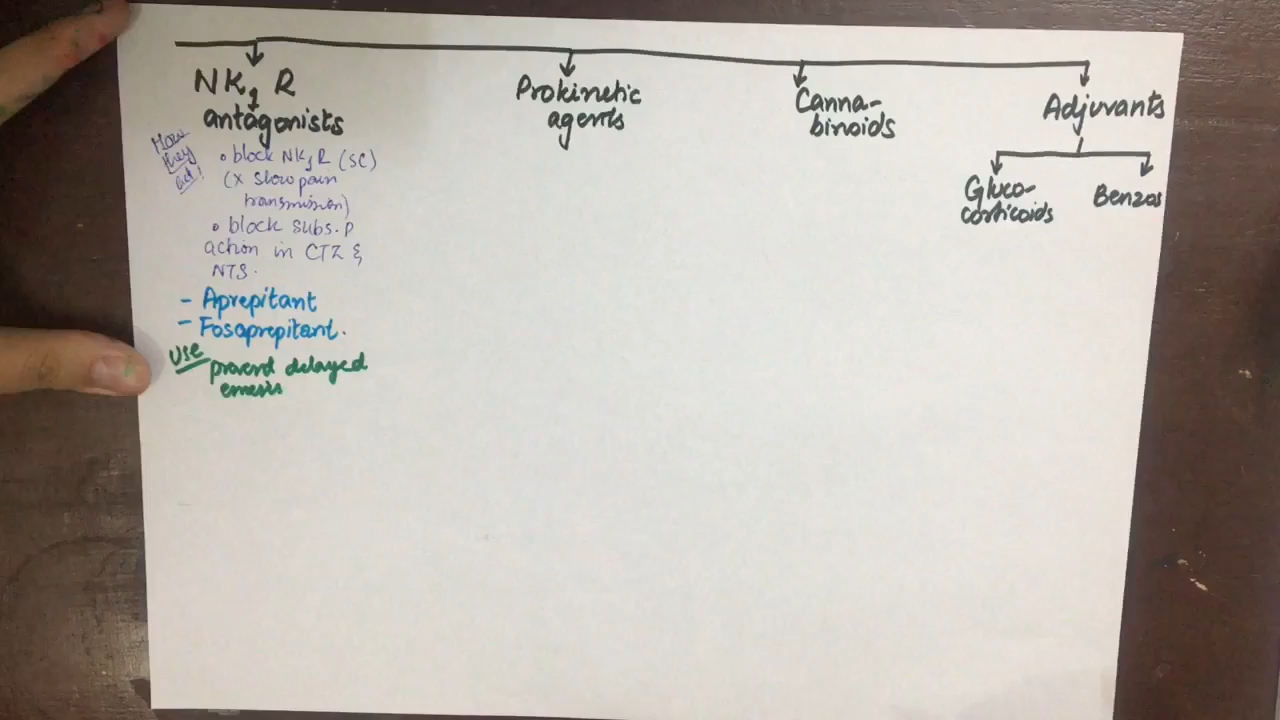 NK1 R
antagonists
How
they
act!
• block NK1R (SC)
(x slow pain
transmission)
• block subs. P
action in CTZ &
NTS.
- Aprepitant
- Fosaprepitant.
Use
prevent delayed
emesis
Prokinetic
agents
Canna-
binoids
Adjuvants
Gluco-
corticoids
Benzos